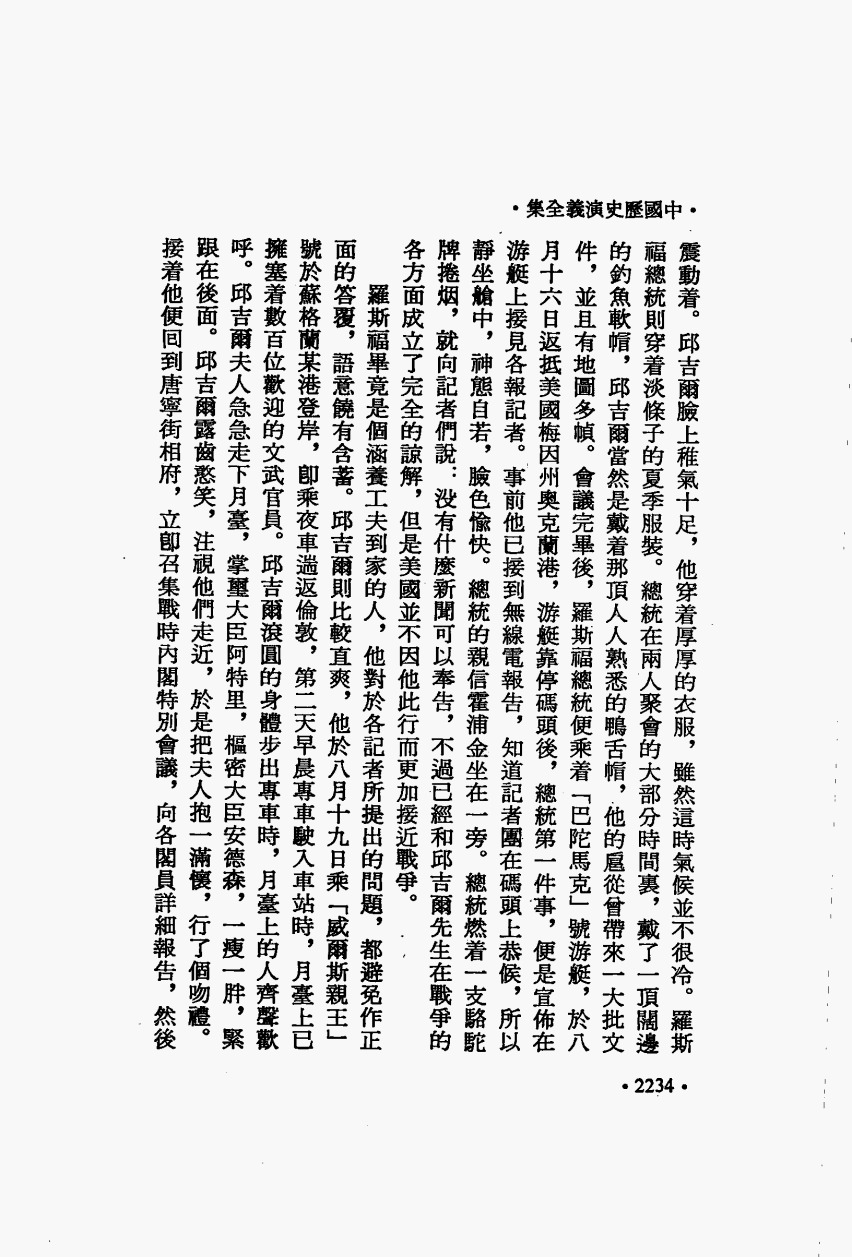 •中國歷史演義全集•
震動着。邱吉爾臉上稚氣十足，他穿着厚厚的衣服，雖然這時氣候並不很冷。羅斯
福總統則穿着淡條子的夏季服裝。總統在兩人聚會的大部分時間裏，戴了一頂闊邊
的釣魚軟帽，邱吉爾當然是戴着那頂人人熟悉的鴨舌帽，他的扈從曾帶來一大批文
件，並且有地圖多幀。會議完畢後，羅斯福總統便乘着「巴陀馬克」號游艇，於八
月十六日返抵美國梅因州奧克蘭港，游艇靠停碼頭後，總統第一件事，便是宣佈在
游艇上接見各報記者。事前他已接到無線電報告，知道記者團在碼頭上恭候，所以
靜坐艙中，神態自若，臉色愉快。總統的親信霍浦金坐在一旁。總統燃着一支駱駝
牌捲烟，就向記者們說：没有什麼新聞可以奉告，不過已經和邱吉爾先生在戰爭的
各方面成立了完全的諒解，但是美國並不因他此行而更加接近戰爭。
羅斯福畢竟是個涵養工夫到家的人，他對於各記者所提出的問題，都避免作正
面的答覆，語意饒有含蓄。邱吉爾則比較直爽，他於八月十九日乘「威爾斯親王」
號於蘇格蘭某港登岸，卽乘夜車遄返倫敦，第二天早晨專車駛入車站時，月臺上已
擁塞着數百位歡迎的文武官員。邱吉爾滾圓的身體步出專車時，月臺上的人齊聲歡
呼。邱吉爾夫人急急走下月臺，掌璽大臣阿特里，樞密大臣安德森，一瘦一胖，緊
跟在後面。邱吉爾露齒憨笑，注視他們走近，於是把夫人抱一滿懷，行了個吻禮。
接着他便回到唐寧街相府，立卽召集戰時內閣特別會議，向各閣員詳細報告，然後
•2234•